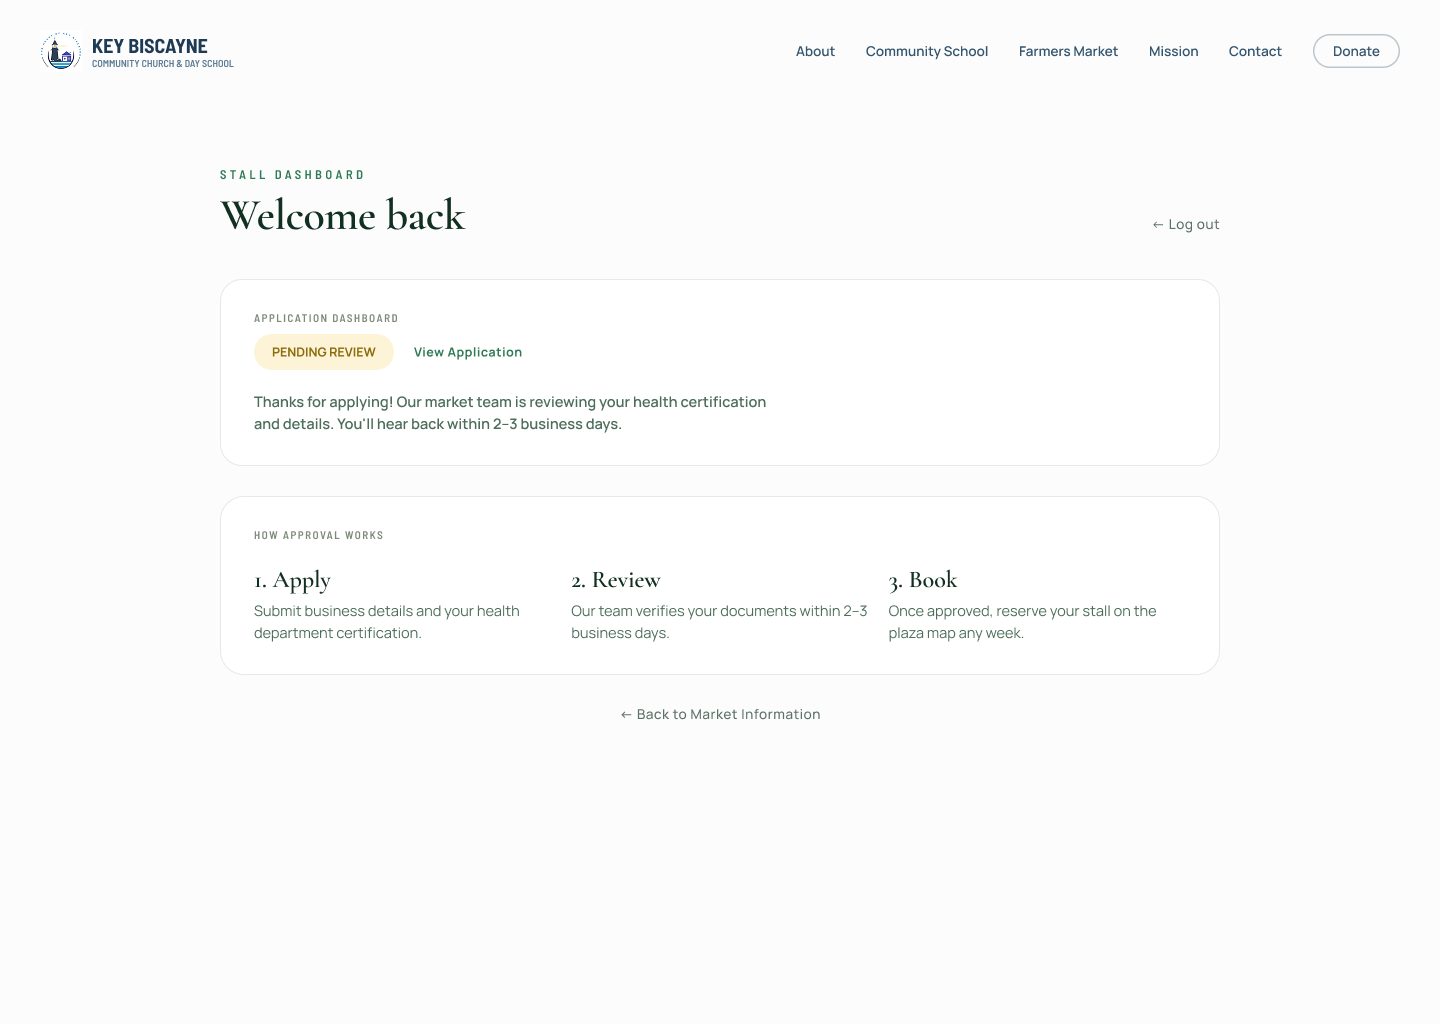 KEY BISCAYNE
COMMUNITY CHURCH & DAY SCHOOL
About
Community School
Farmers Market
Mission
Contact
Donate
STALL DASHBOARD
Welcome back
← Log out
APPLICATION DASHBOARD
PENDING REVIEW
View Application
Thanks for applying! Our market team is reviewing your health certification
and details. You'll hear back within 2–3 business days.
HOW APPROVAL WORKS
1. Apply
Submit business details and your health
department certification.
2. Review
Our team verifies your documents within 2–3
business days.
3. Book
Once approved, reserve your stall on the
plaza map any week.
← Back to Market Information